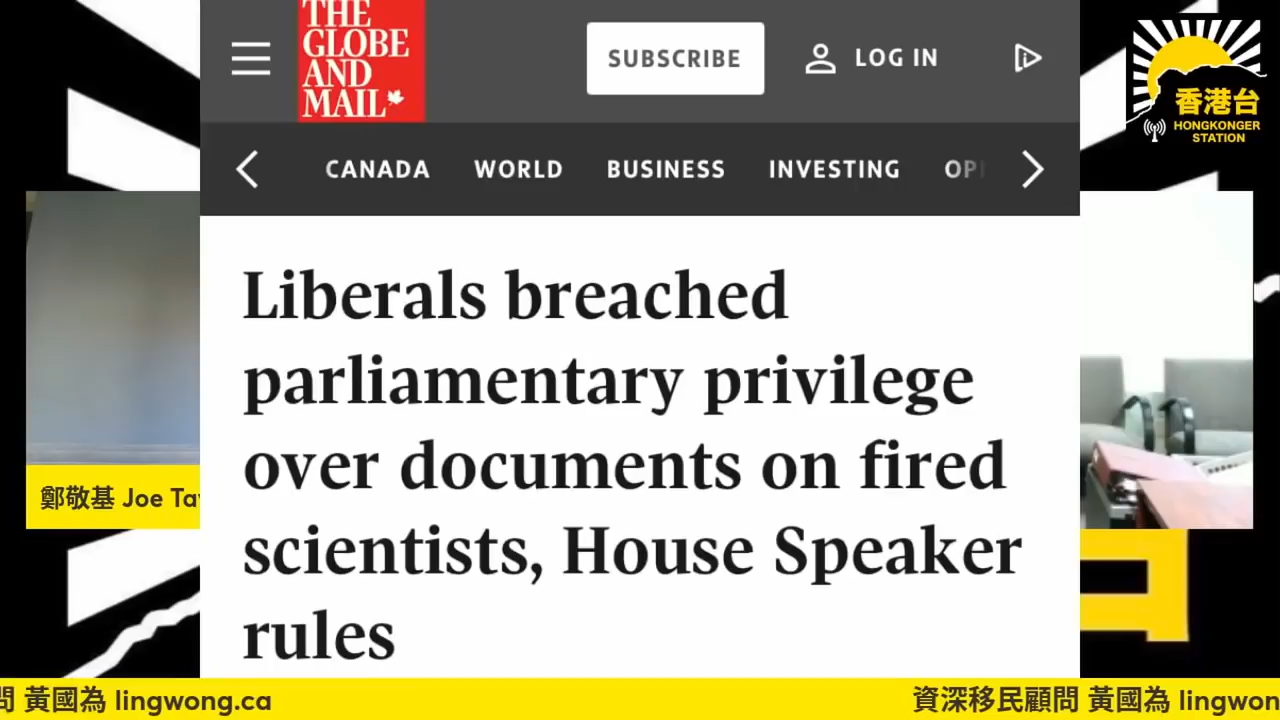 THE
GLOBE
AND
MAIL
SUBSCRIBE
LOG IN
香港台
HONGKONGER
STATION
CANADA
WORLD
BUSINESS
INVESTING
Liberals breached
parliamentary privilege
over documents on fired
scientists, House Speaker
rules
鄭敬基 Joe
問 黃國為 lingwong.ca
資深移民顧問 黃國為